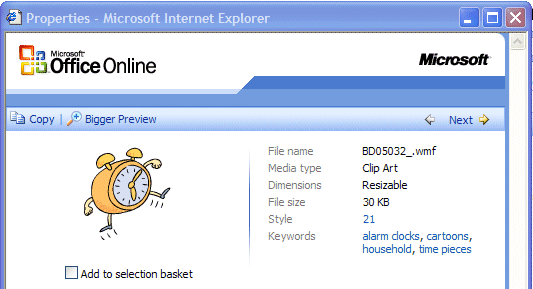 Properties - Microsoft Internet Explorer
Microsoft
Office Online
Microsoft
Copy | Bigger Preview
Next
File name BD05032_.wmf
Media type Clip Art
Dimensions Resizable
File size 30 KB
Style 21
Keywords alarm clocks, cartoons,
household, time pieces
Add to selection basket